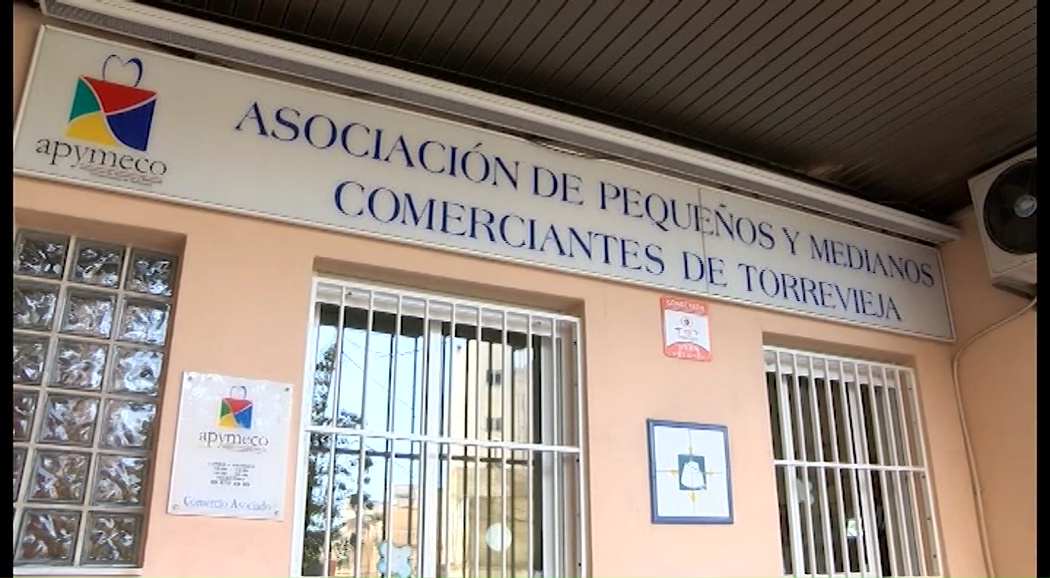 apymeco
ASOCIACIÓN DE PEQUEÑOS Y MEDIANOS
COMERCIANTES DE TORREVIEJA
apymeco
Comercio Asociado